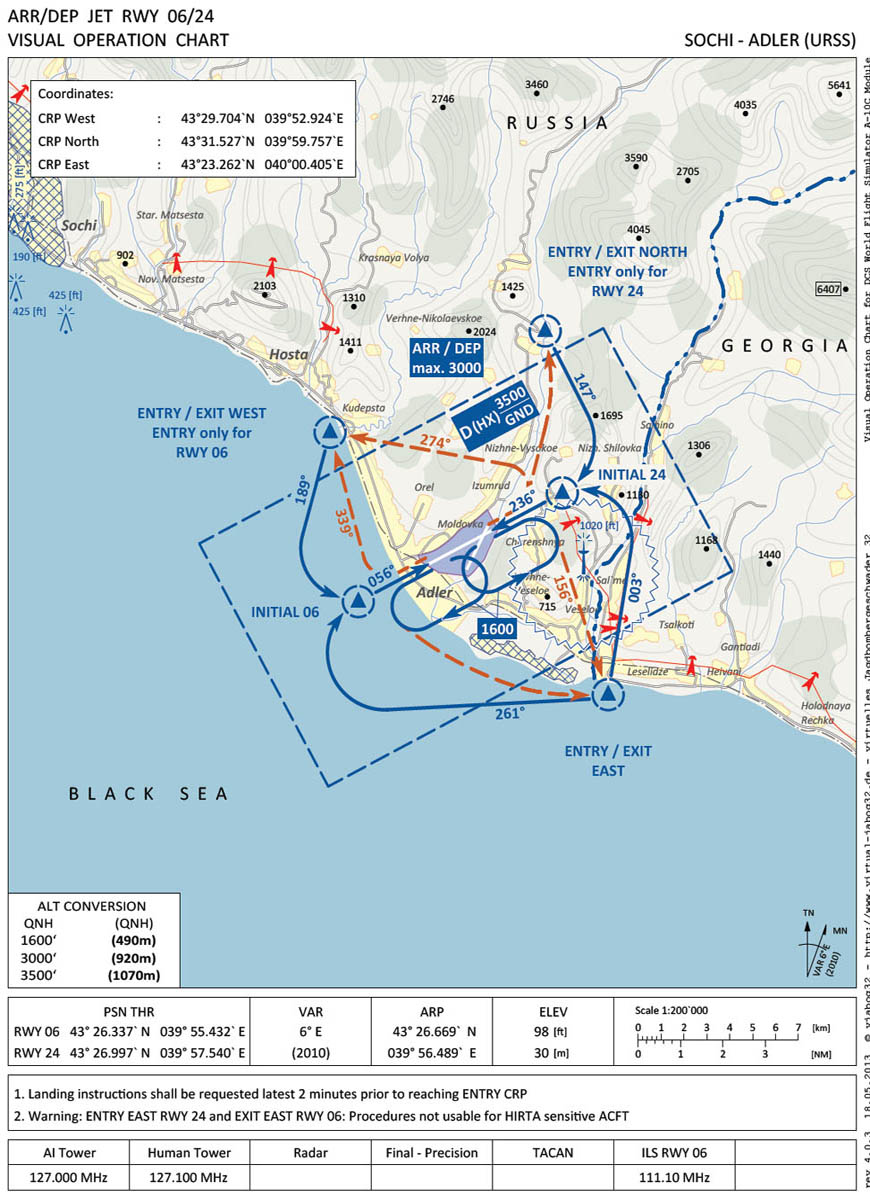 ARR/DEP JET RWY 06/24
VISUAL OPERATION CHART
SOCHI - ADLER (URSS)
Coordinates:
CRP West : 43°29.704`N 039°52.924`E
CRP North : 43°31.527`N 039°59.757`E
CRP East : 43°23.262`N 040°00.405`E
3460
2746
5641
4035
RUSSIA
3590
2705
275 [ft]
Star. Matsesta
Sochi
4045
902
190 [ft]
Krasnaya Volya
ENTRY / EXIT NORTH
ENTRY only for
RWY 24
Nov. Matsesta
2103
1425
6407
425 [ft]
425 [ft]
1310
Verhne-Nikolaevskoe
2024
1411
Hosta
ARR / DEP
max. 3000
GEORGIA
147°
3500
D(HX) GND
Kudepsta
ENTRY / EXIT WEST
ENTRY only for
RWY 06
1695
274°
Nizhne-Vysokoe
Nizh. Shilovka
1306
INITIAL 24
189°
Orel
Izumrud
236°
1130
339°
Moldovka
1020 [ft]
1168
1440
056°
156°
003°
Adler
715
INITIAL 06
Tsalkoti
1600
Gantiadi
Leselidze
Heivani
Holodnaya
Rechka
261°
ENTRY / EXIT
EAST
BLACK SEA
ALT CONVERSION
QNH (QNH)
1600‘ (490m)
3000‘ (920m)
3500‘ (1070m)
TN
MN
VAR 6°E
(2010)
PSN THR
RWY 06 43° 26.337` N 039° 55.432` E
RWY 24 43° 26.997` N 039° 57.540` E
VAR
6° E
(2010)
ARP
43° 26.669` N
039° 56.489` E
ELEV
98 [ft]
30 [m]
Scale 1:200`000
0 1 2 3 4 5 6 7 [km]
0 1 2 3 [NM]
1. Landing instructions shall be requested latest 2 minutes prior to reaching ENTRY CRP
2. Warning: ENTRY EAST RWY 24 and EXIT EAST RWY 06: Procedures not usable for HIRTA sensitive ACFT
AI Tower Human Tower Radar Final - Precision TACAN ILS RWY 06
127.000 MHz 127.100 MHz 111.10 MHz
rev 4.0.3 18.05.2013 © vjabog32 - http://www.virtual-jabog32.de - virtuelles Jagdbombergeschwader 32
Visual Operation Chart for DCS World Flight Simulator A-10C Module